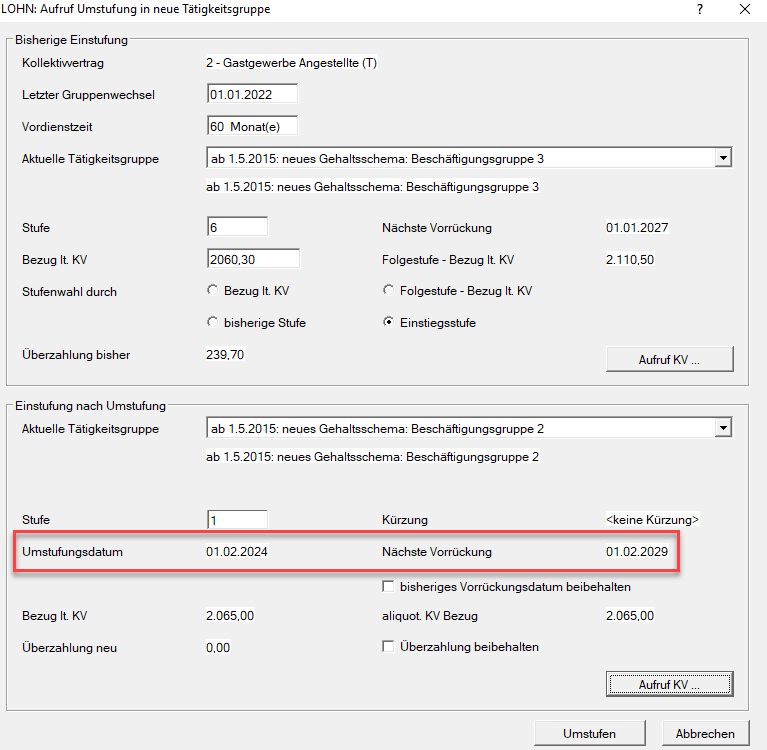 LOHN: Aufruf Umstufung in neue Tätigkeitsgruppe ?
Bisherige Einstufung
Kollektivvertrag 2 - Gastgewerbe Angestellte (T)
Letzter Gruppenwechsel 01.01.2022
Vordienstzeit 60 Monat(e)
Aktuelle Tätigkeitsgruppe ab 1.5.2015: neues Gehaltsschema: Beschäftigungsgruppe 3
ab 1.5.2015: neues Gehaltsschema: Beschäftigungsgruppe 3
Stufe 6 Nächste Vorrückung 01.01.2027
Bezug lt. KV 2060,30 Folgestufe - Bezug lt. KV 2.110,50
Stufenwahl durch Bezug lt. KV Folgestufe - Bezug lt. KV
bisherige Stufe Einstiegsstufe
Überzahlung bisher 239,70 Aufruf KV ...
Einstufung nach Umstufung
Aktuelle Tätigkeitsgruppe ab 1.5.2015: neues Gehaltsschema: Beschäftigungsgruppe 2
ab 1.5.2015: neues Gehaltsschema: Beschäftigungsgruppe 2
Stufe 1 Kürzung <keine Kürzung>
Umstufungsdatum 01.02.2024 Nächste Vorrückung 01.02.2029
bisheriges Vorrückungsdatum beibehalten
Bezug lt. KV 2.065,00 aliquot. KV Bezug 2.065,00
Überzahlung neu 0,00 Überzahlung beibehalten
Aufruf KV ...
Umstufen Abbrechen